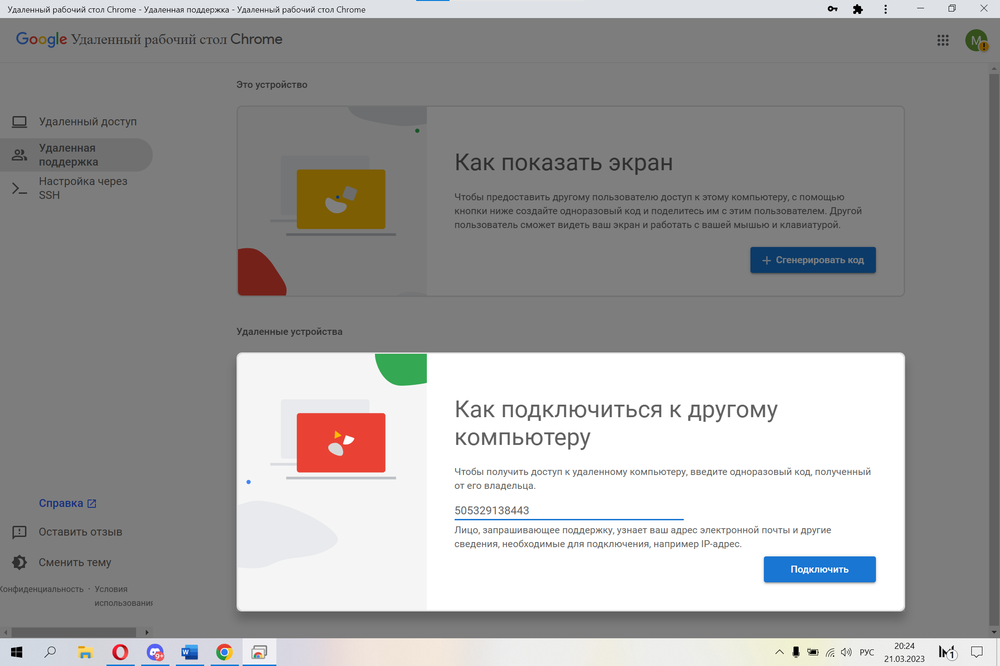 Удаленный рабочий стол Chrome - Удаленная поддержка - Удаленный рабочий стол Chrome
Google Удаленный рабочий стол Chrome
M
Это устройство
Удаленный доступ
Удаленная
поддержка
Настройка через
SSH
Как показать экран
Чтобы предоставить другому пользователю доступ к этому компьютеру, с помощью
кнопки ниже создайте одноразовый код и поделитесь им с этим пользователем. Другой
пользователь сможет видеть ваш экран и работать с вашей мышью и клавиатурой.
+ Сгенерировать код
Удаленные устройства
Как подключиться к другому
компьютеру
Чтобы получить доступ к удаленному компьютеру, введите одноразовый код, полученный
от его владельца.
505329138443
Лицо, запрашивающее поддержку, узнает ваш адрес электронной почты и другие
сведения, необходимые для подключения, например IP-адрес.
Подключить
Справка
Оставить отзыв
Сменить тему
Конфиденциальность · Условия
использования
9+
W
РУС
20:24
21.03.2023
1